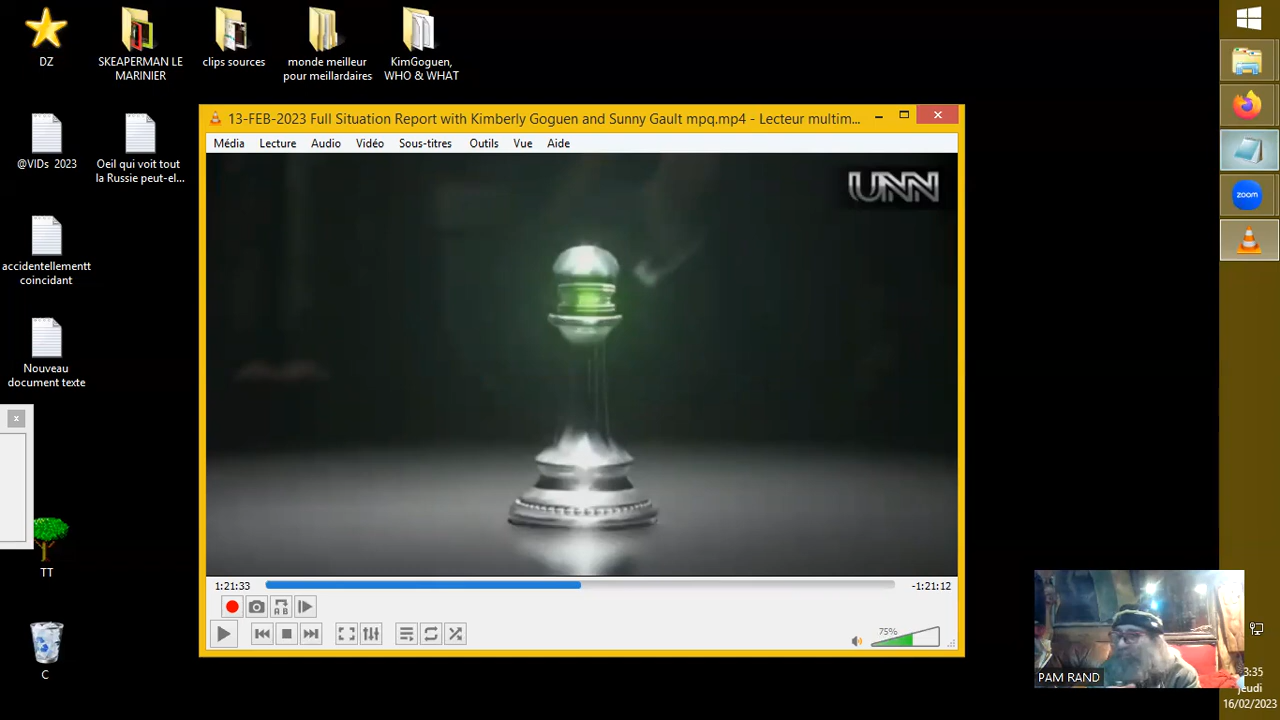 DZ
SKEAPERMAN LE
MARINIER
clips sources
monde meilleur
pour meillardaires
KimGoguen,
WHO & WHAT
@VIDs 2023
Oeil qui voit tout
la Russie peut-el...
accidentellementt
coincidant
Nouveau
document texte
TT
C
13-FEB-2023 Full Situation Report with Kimberly Goguen and Sunny Gault mpq.mp4 - Lecteur multim...
Média Lecture Audio Vidéo Sous-titres Outils Vue Aide
UNN
1:21:33
-1:21:12
A B
75%
zoom
PAM RAND
3:35
jeudi
16/02/2023